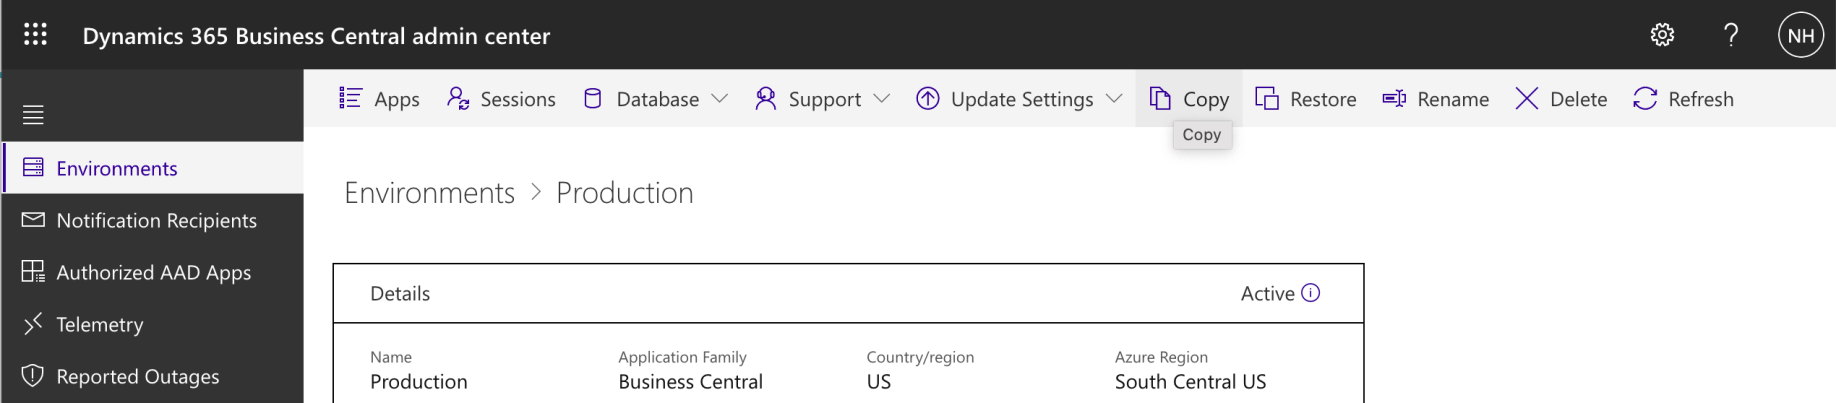 Dynamics 365 Business Central admin center
?
NH
Apps
Sessions
Database
Support
Update Settings
Copy
Restore
Rename
Delete
Refresh
Copy
Environments
Notification Recipients
Authorized AAD Apps
Telemetry
Reported Outages
Environments > Production
Details
Active
Name
Application Family
Country/region
Azure Region
Production
Business Central
US
South Central US